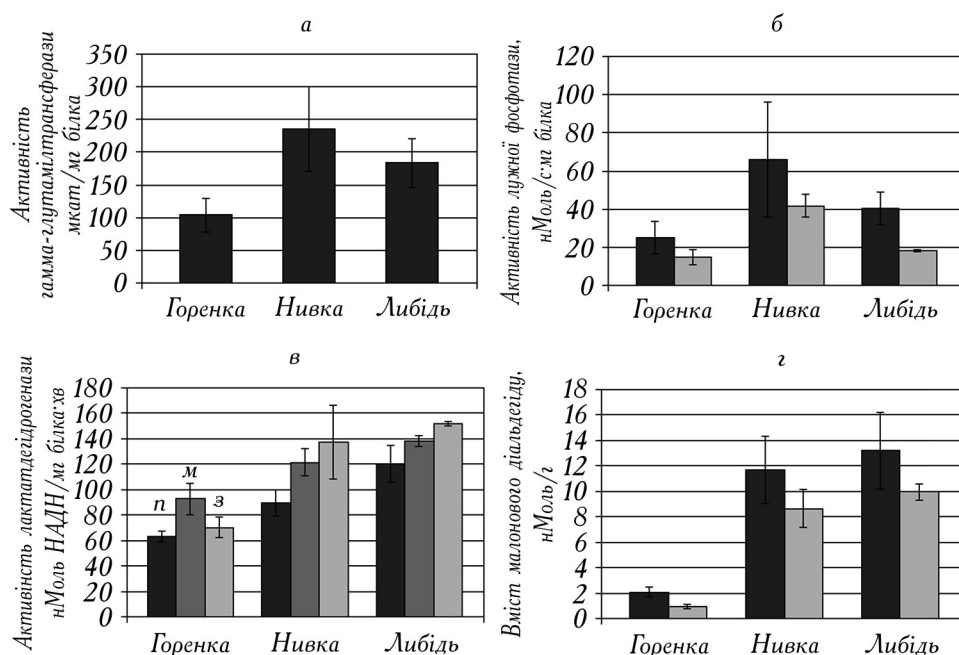 а
Активність
гамма-глутамілтрансферази
мкат/мг білка
350
300
250
200
150
100
50
0
Горенка Нивка Либідь
б
Активність лужної фосфотази,
нМоль/с·мг білка
120
100
80
60
40
20
0
Горенка Нивка Либідь
в
Активінсть лактатдегідрогенази
нМоль НАДН/мг білка·хв
180
160
140
120
100
80
60
40
20
0
п м з
Горенка Нивка Либідь
г
Вміст малонового діальдегіду,
нМоль/г
18
16
14
12
10
8
6
4
2
0
Горенка Нивка Либідь